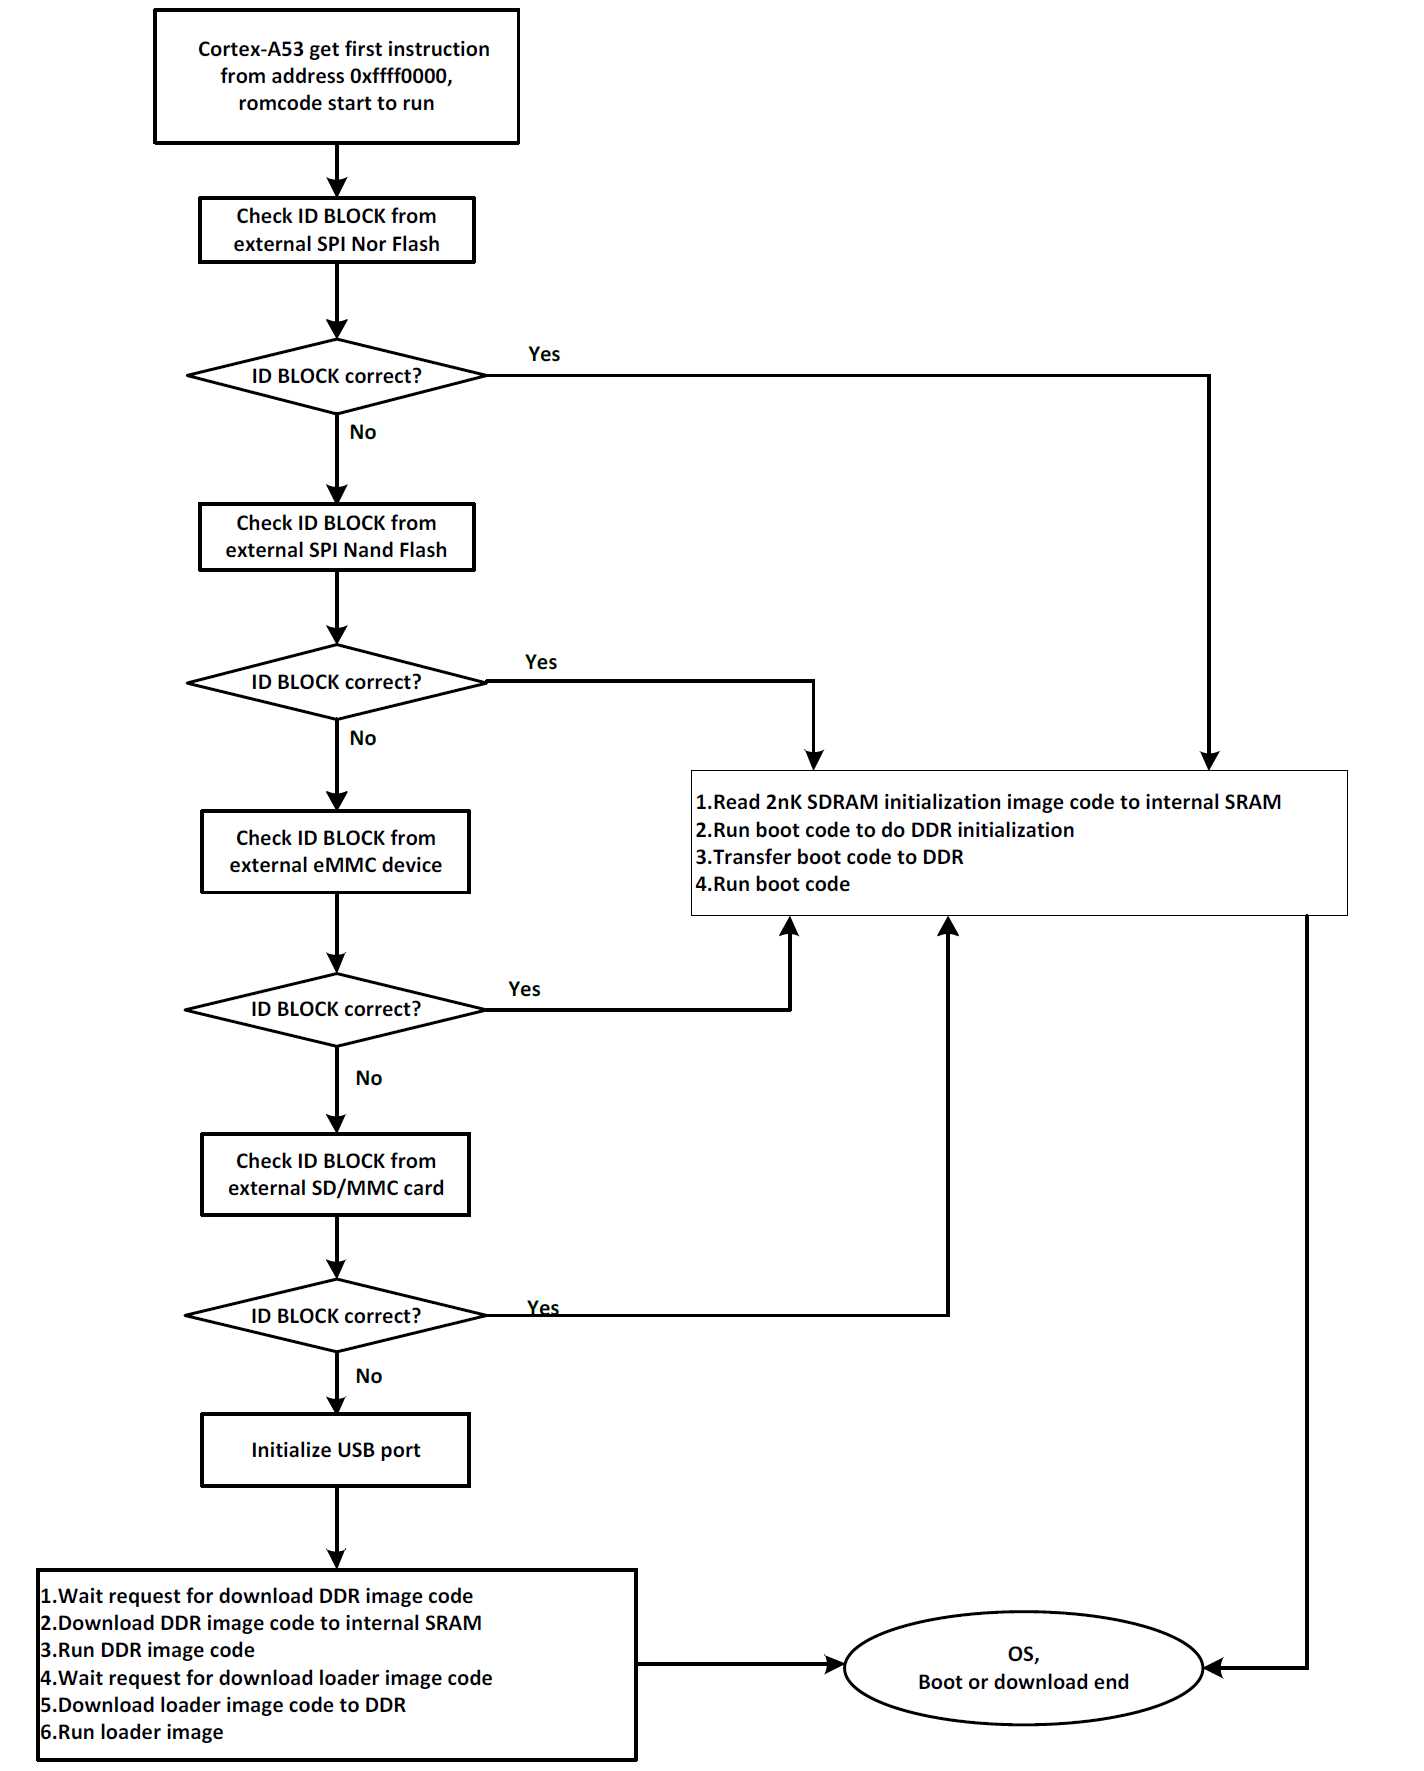 Cortex-A53 get first instruction
from address 0xffff0000,
romcode start to run
Check ID BLOCK from
external SPI Nor Flash
ID BLOCK correct?
Yes
No
Check ID BLOCK from
external SPI Nand Flash
ID BLOCK correct?
Yes
No
1.Read 2nK SDRAM initialization image code to internal SRAM
2.Run boot code to do DDR initialization
3.Transfer boot code to DDR
4.Run boot code
Check ID BLOCK from
external eMMC device
ID BLOCK correct?
Yes
No
Check ID BLOCK from
external SD/MMC card
ID BLOCK correct?
Yes
No
Initialize USB port
1.Wait request for download DDR image code
2.Download DDR image code to internal SRAM
3.Run DDR image code
4.Wait request for download loader image code
5.Download loader image code to DDR
6.Run loader image
OS,
Boot or download end